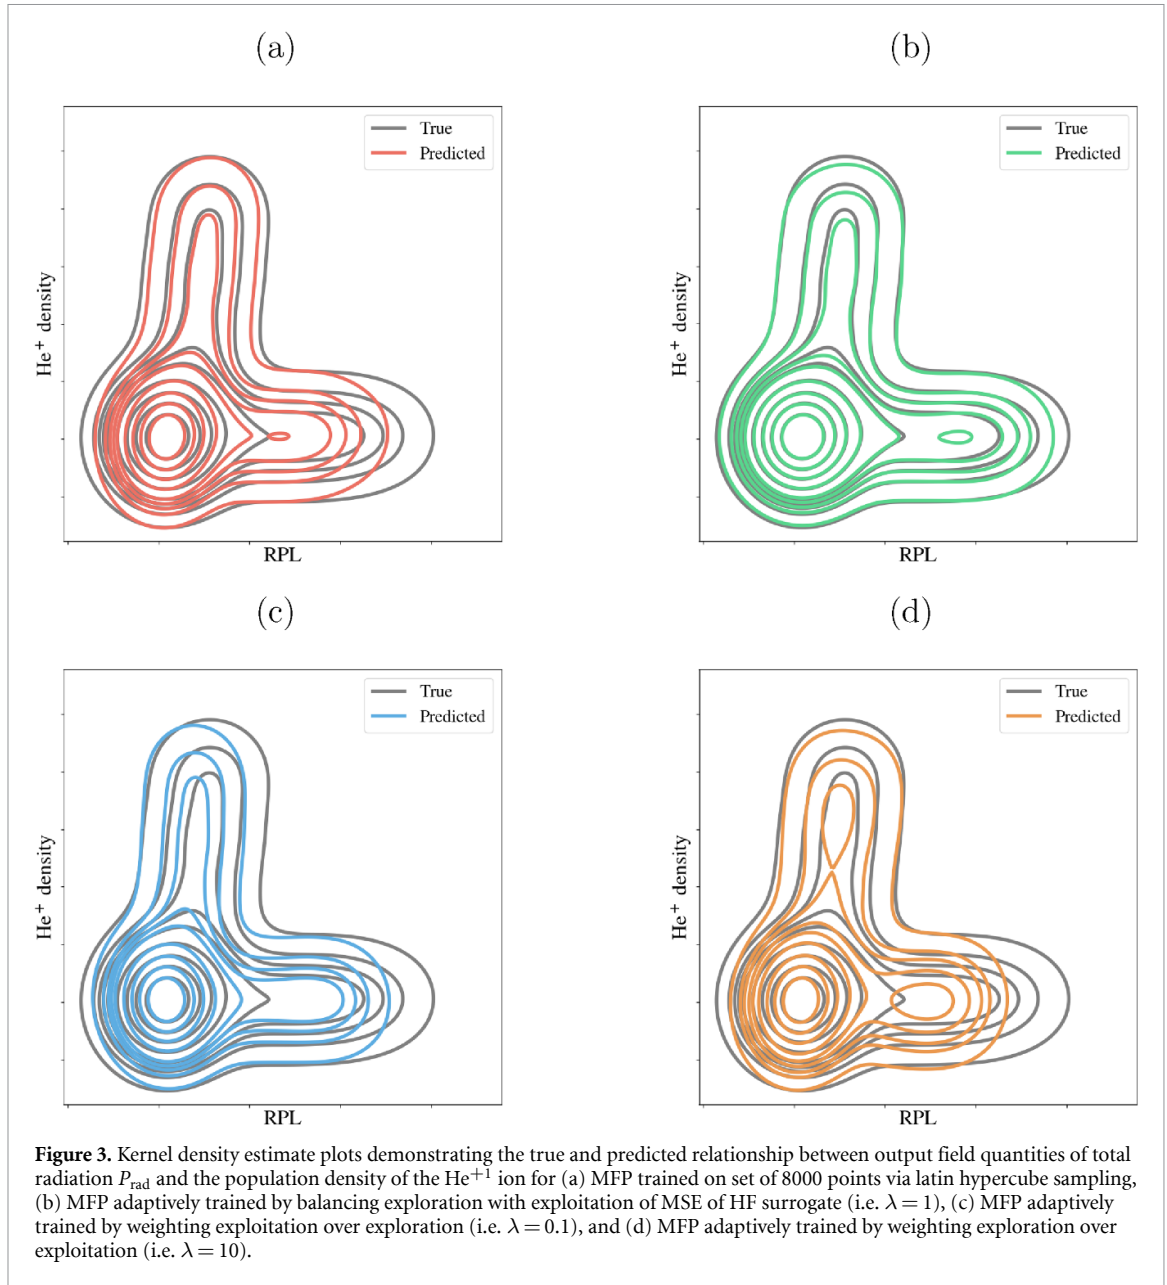 (a)
(b)
True
Predicted
He+ density
RPL
True
Predicted
He+ density
RPL
(c)
(d)
True
Predicted
He+ density
RPL
True
Predicted
He+ density
RPL
Figure 3. Kernel density estimate plots demonstrating the true and predicted relationship between output field quantities of total
radiation Prad and the population density of the He+1 ion for (a) MFP trained on set of 8000 points via latin hypercube sampling,
(b) MFP adaptively trained by balancing exploration with exploitation of MSE of HF surrogate (i.e. λ = 1), (c) MFP adaptively
trained by weighting exploitation over exploration (i.e. λ = 0.1), and (d) MFP adaptively trained by weighting exploration over
exploitation (i.e. λ = 10).